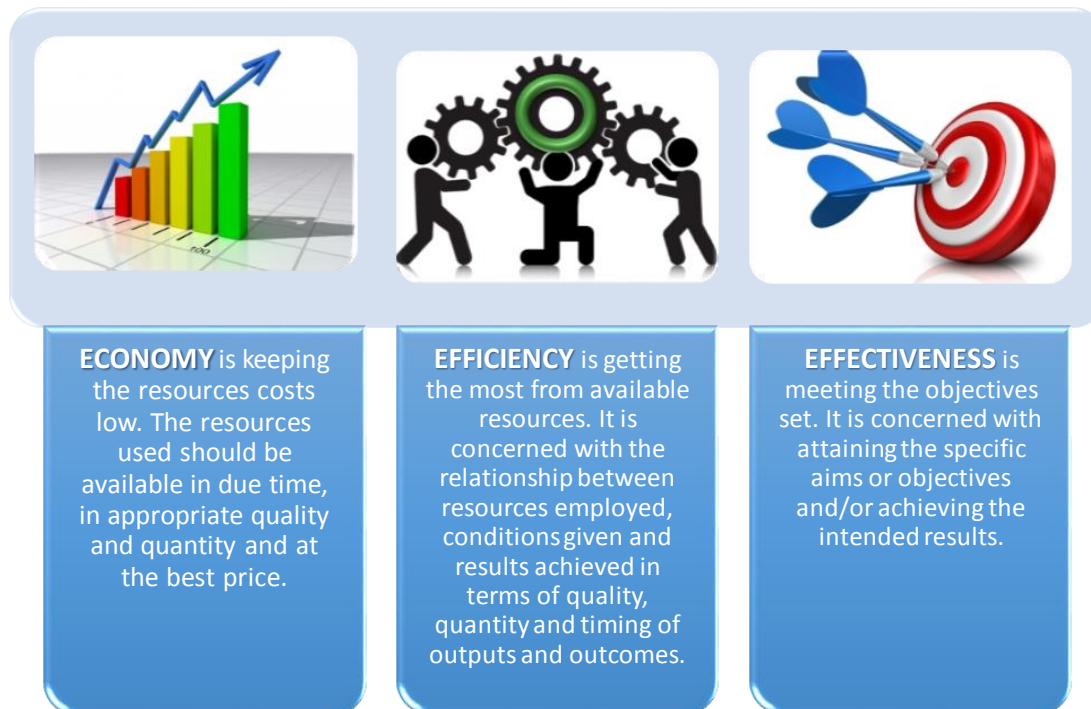 100
ECONOMY is keeping
the resources costs
low. The resources
used should be
available in due time,
in appropriate quality
and quantity and at
the best price.
EFFICIENCY is getting
the most from available
resources. It is
concerned with the
relationship between
resources employed,
conditions given and
results achieved in
terms of quality,
quantity and timing of
outputs and outcomes.
EFFECTIVENESS is
meeting the objectives
set. It is concerned with
attaining the specific
aims or objectives
and/or achieving the
intended results.